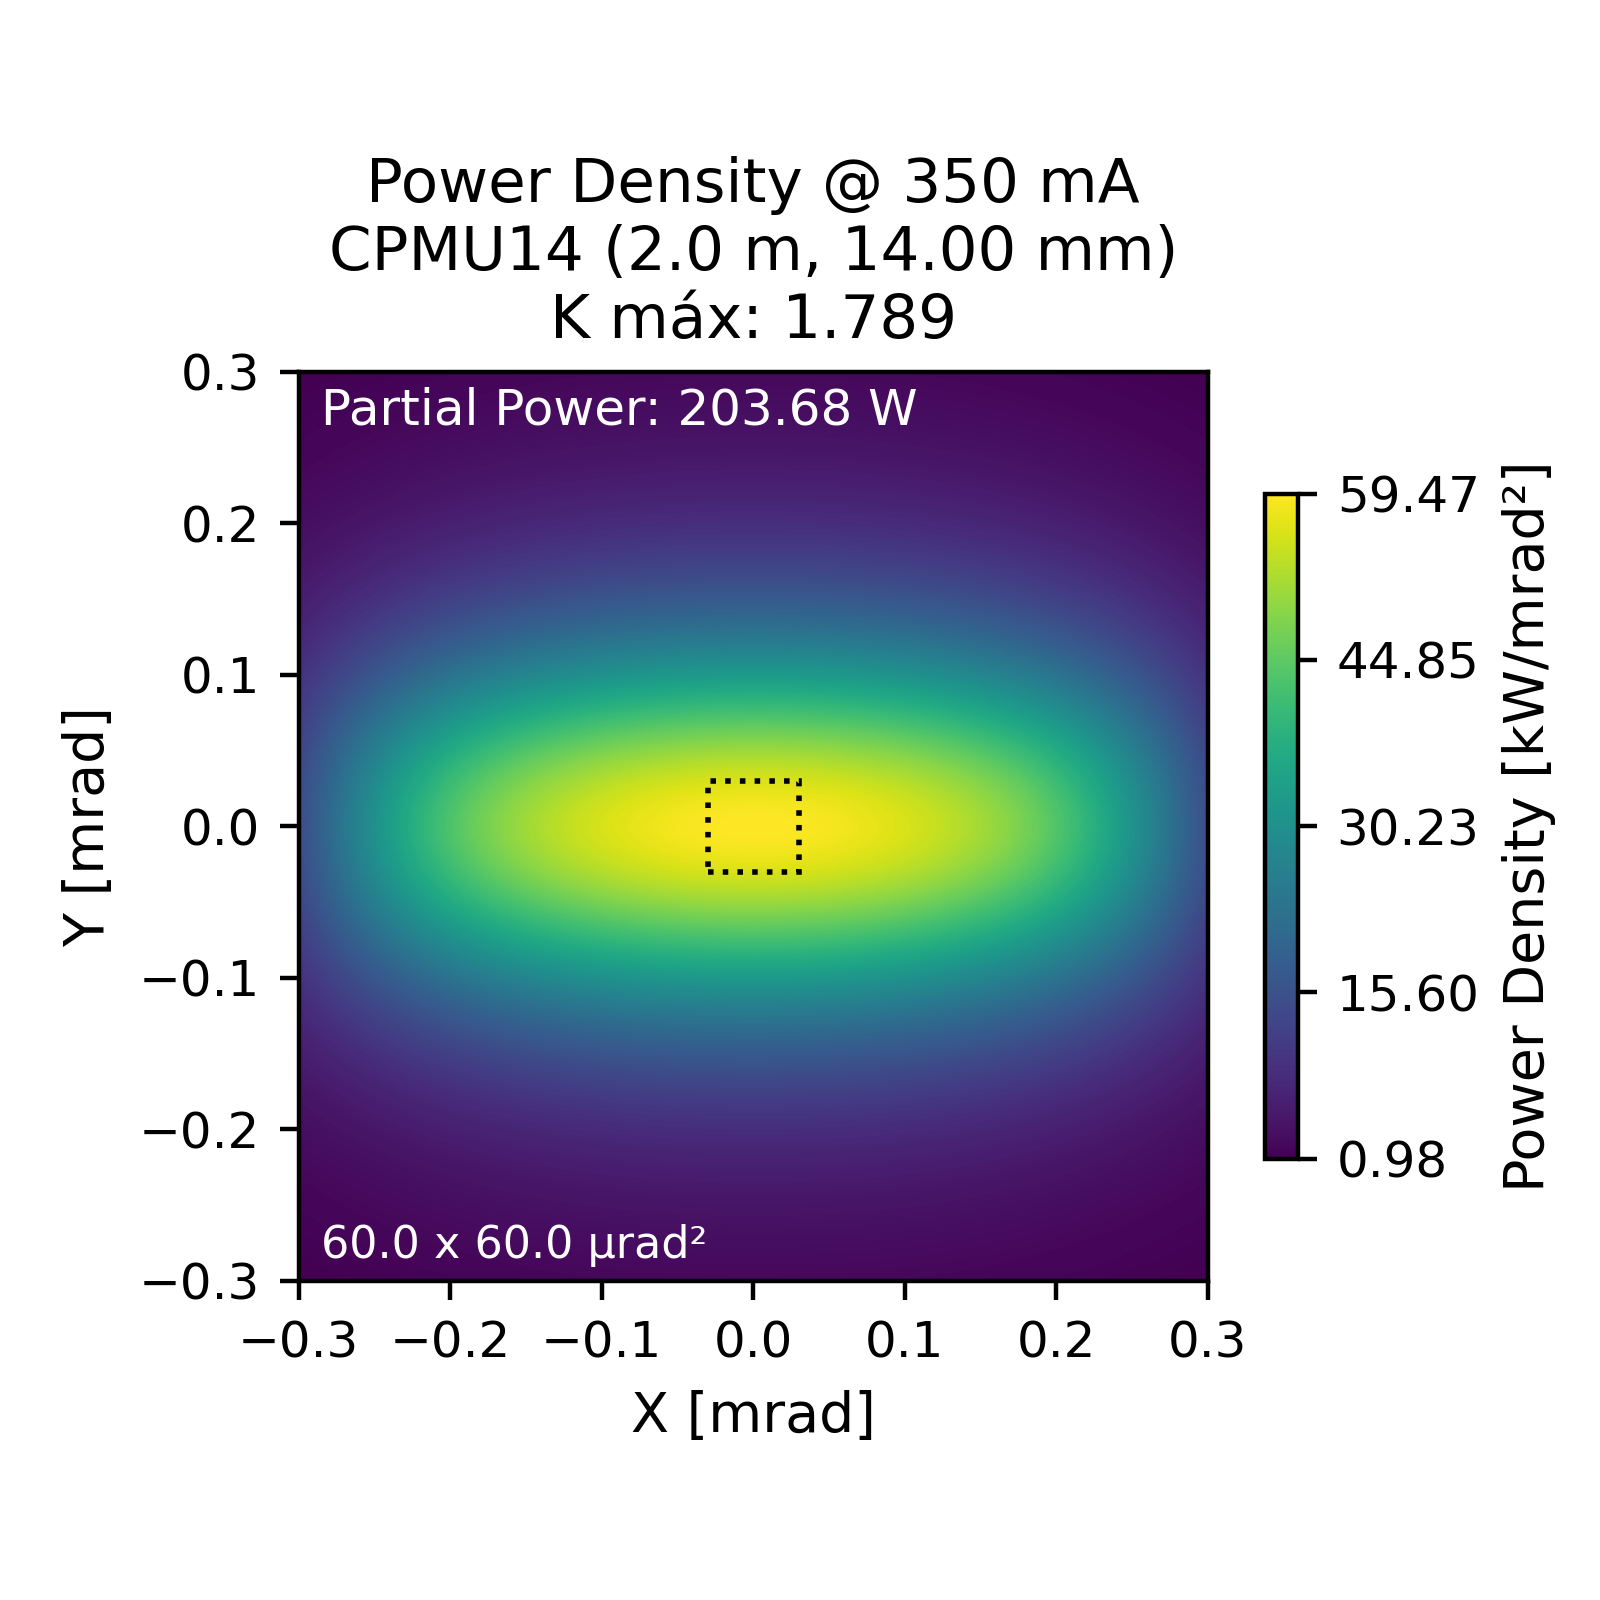 Power Density @ 350 mA
CPMU14 (2.0 m, 14.00 mm)
K máx: 1.789
Partial Power: 203.68 W
60.0 x 60.0 μrad²
0.3
0.2
0.1
0.0
−0.1
−0.2
−0.3
Y [mrad]
−0.3 −0.2 −0.1 0.0 0.1 0.2 0.3
X [mrad]
59.47
44.85
30.23
15.60
0.98
Power Density [kW/mrad²]